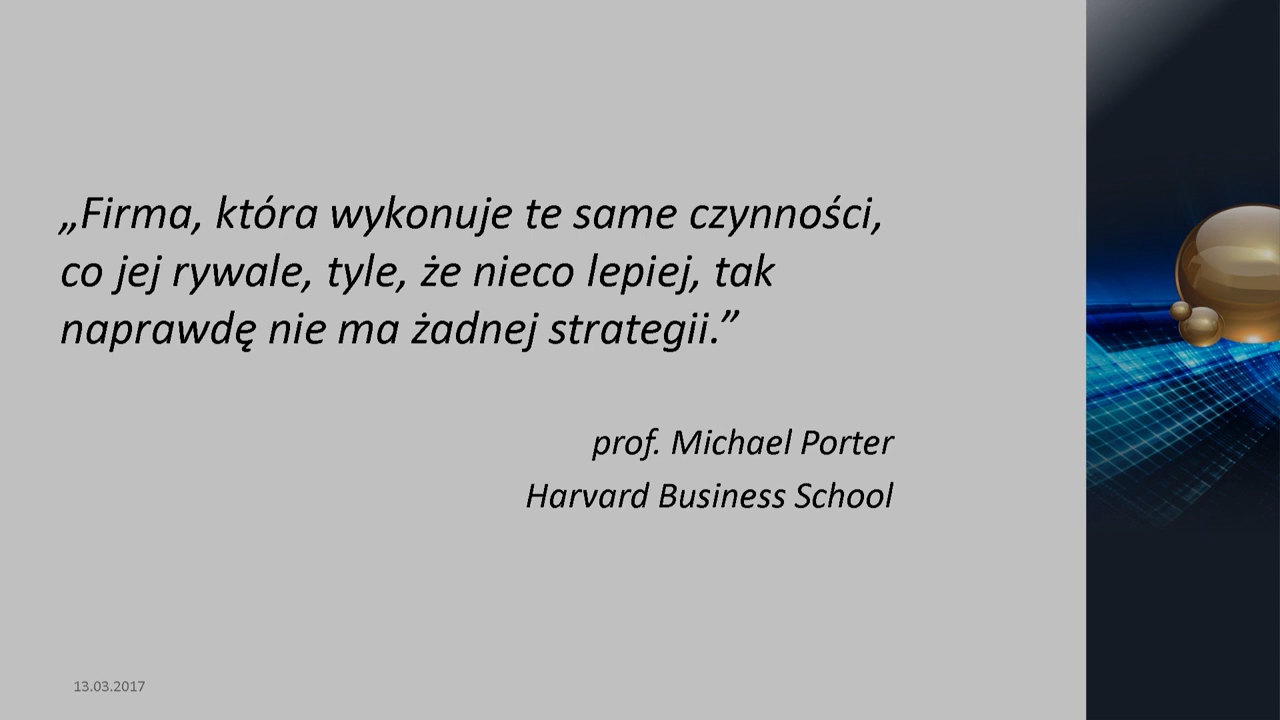 „Firma, która wykonuje te same czynności,
co jej rywale, tyle, że nieco lepiej, tak
naprawdę nie ma żadnej strategii.”
prof. Michael Porter
Harvard Business School
13.03.2017